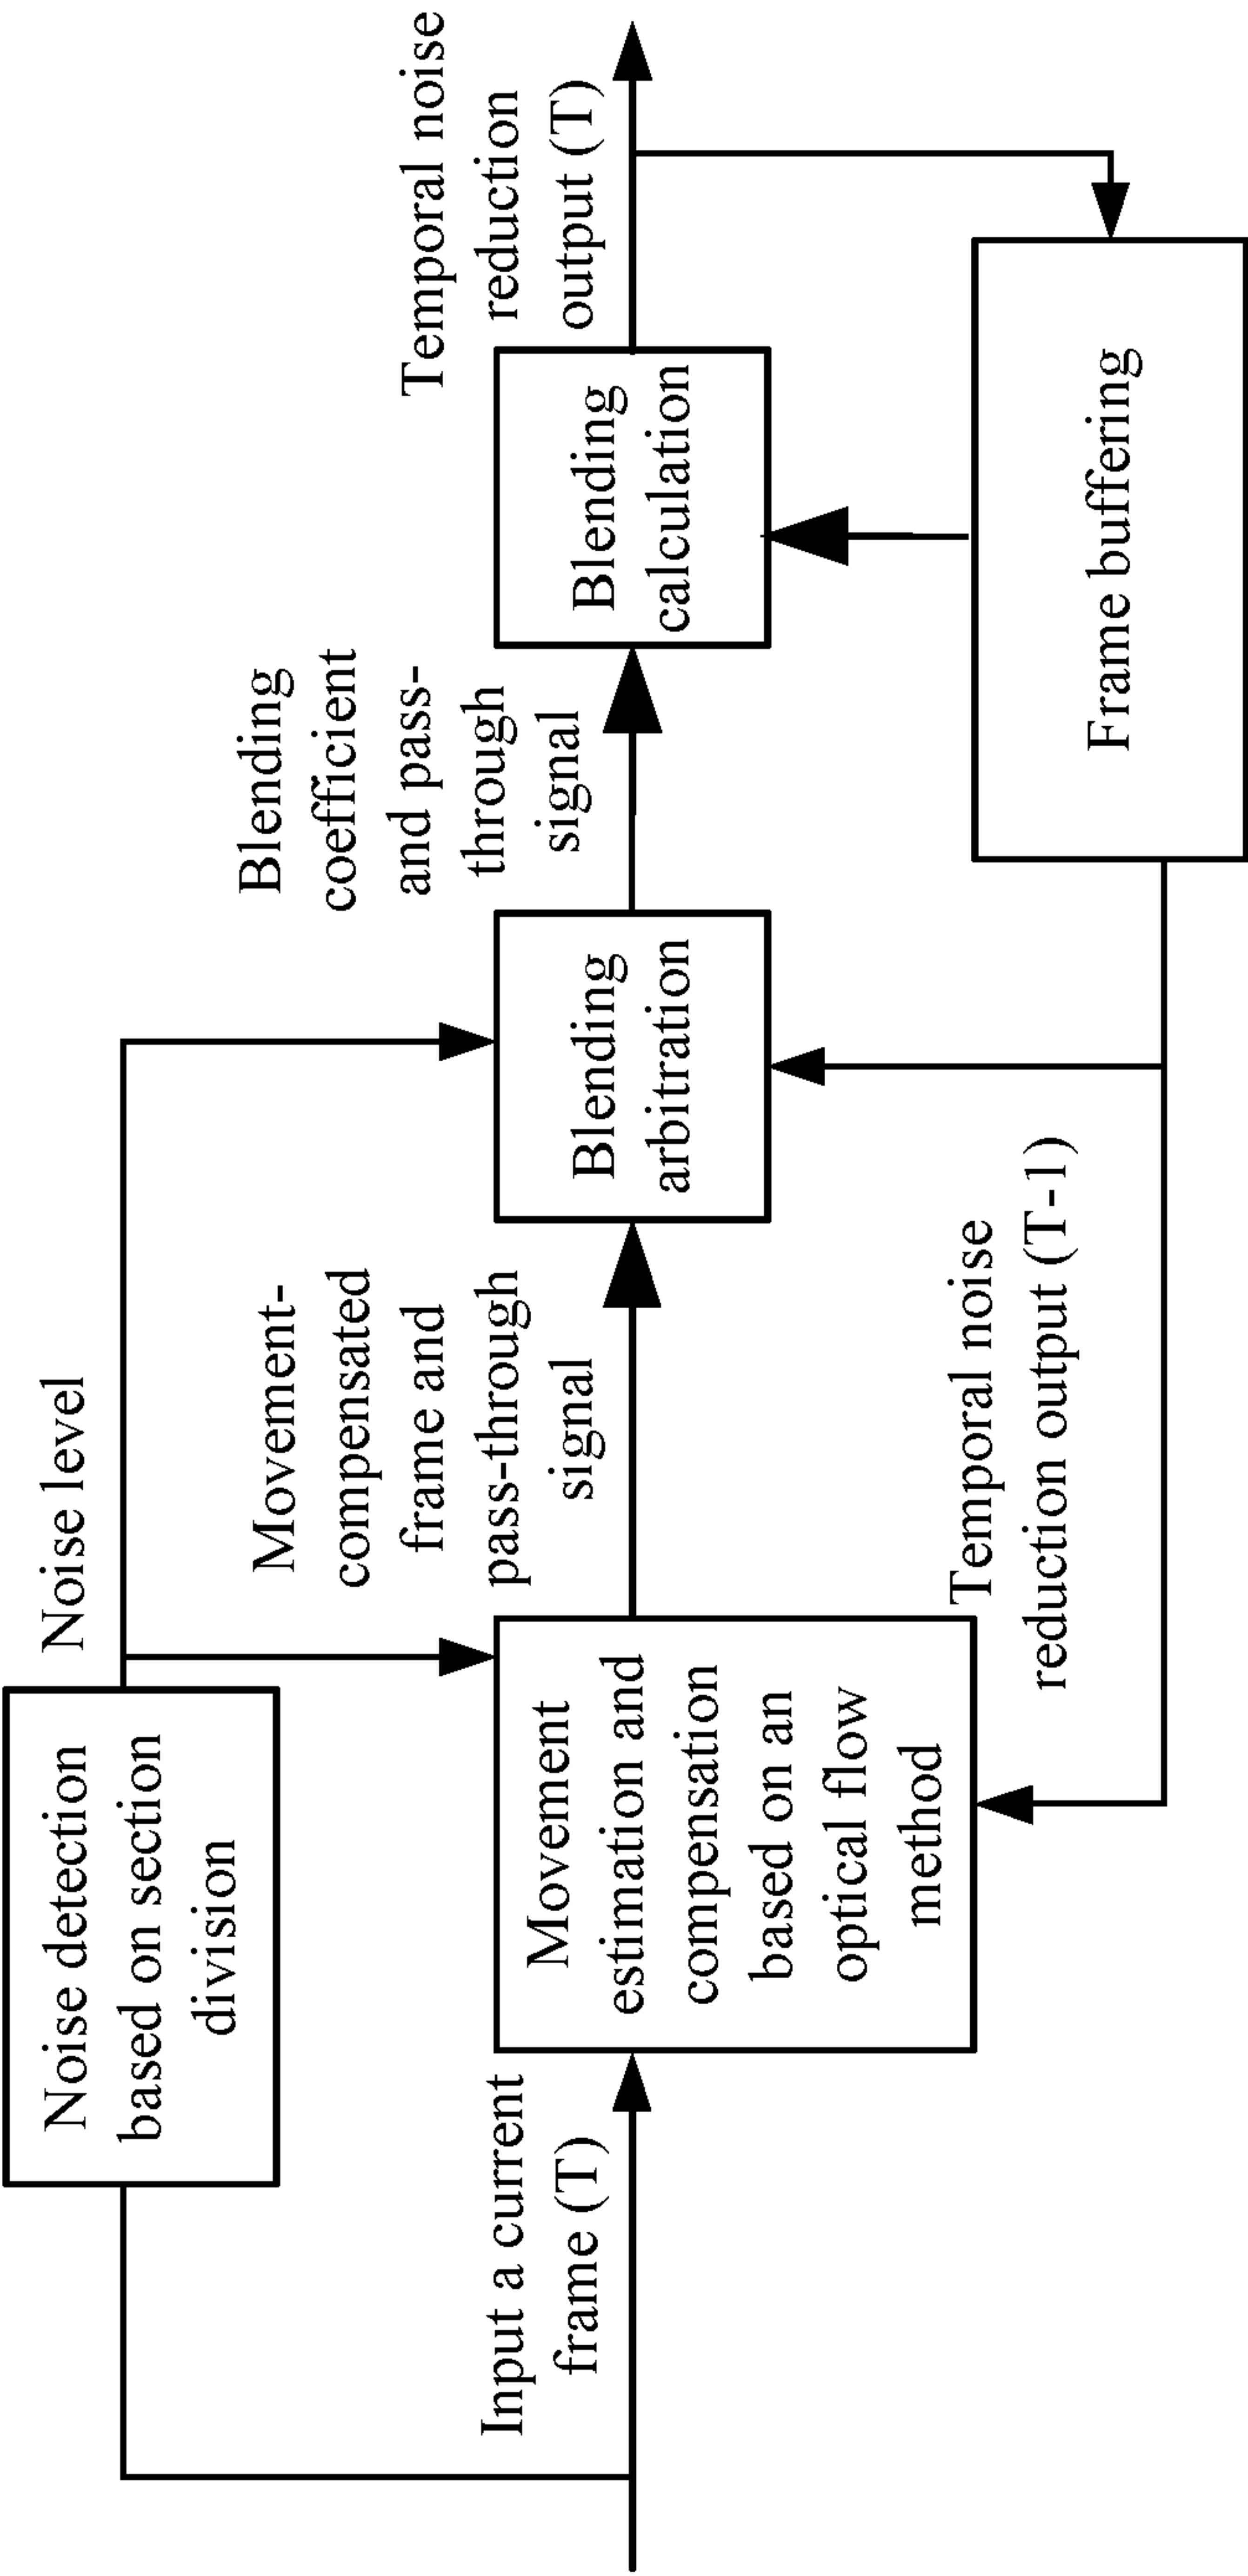 Noise detection
based on section
division
Noise level
Input a current
frame (T)
Movement
estimation and
compensation
based on an
optical flow
method
Movement-
compensated
frame and
pass-through
signal
Blending
arbitration
Blending
coefficient
and pass-
through
signal
Blending
calculation
Temporal noise
reduction
output (T)
Temporal noise
reduction output (T-1)
Frame buffering